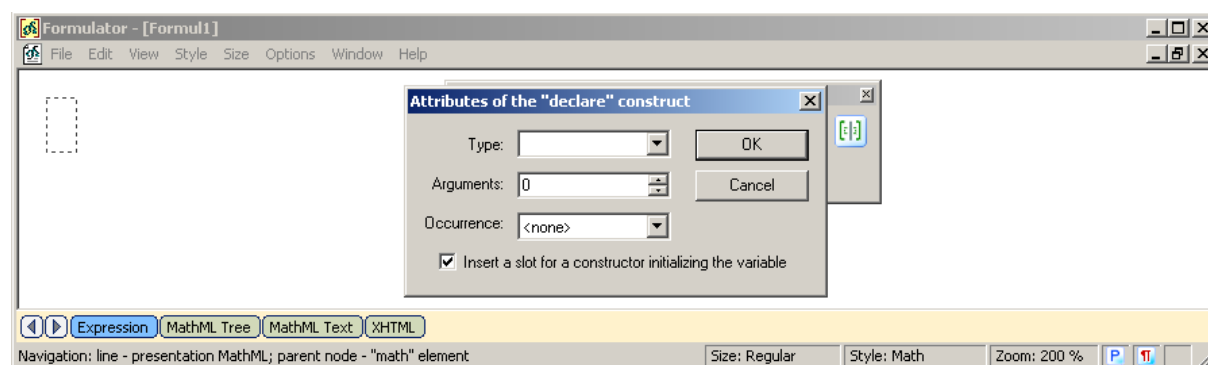 Formulator - [Formul1]
File Edit View Style Size Options Window Help
Attributes of the "declare" construct
Type:
OK
Arguments: 0
Cancel
Occurrence: <none>
Insert a slot for a constructor initializing the variable
Expression MathML Tree MathML Text XHTML
Navigation: line - presentation MathML; parent node - "math" element Size: Regular Style: Math Zoom: 200 % P ¶